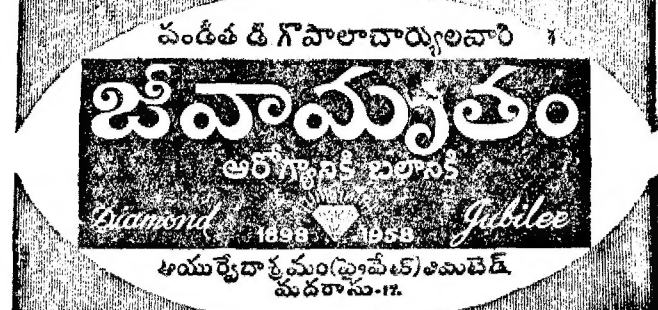 పండిత డి. గోపాలాచార్యులవారి
జీవామృతం
ఆరోగ్యానికి బలానికి
Diamond Jubilee
1898 1958
ఆయుర్వేదాశ్రమం(ప్రైవేట్)లిమిటెడ్,
మదరాసు-17.